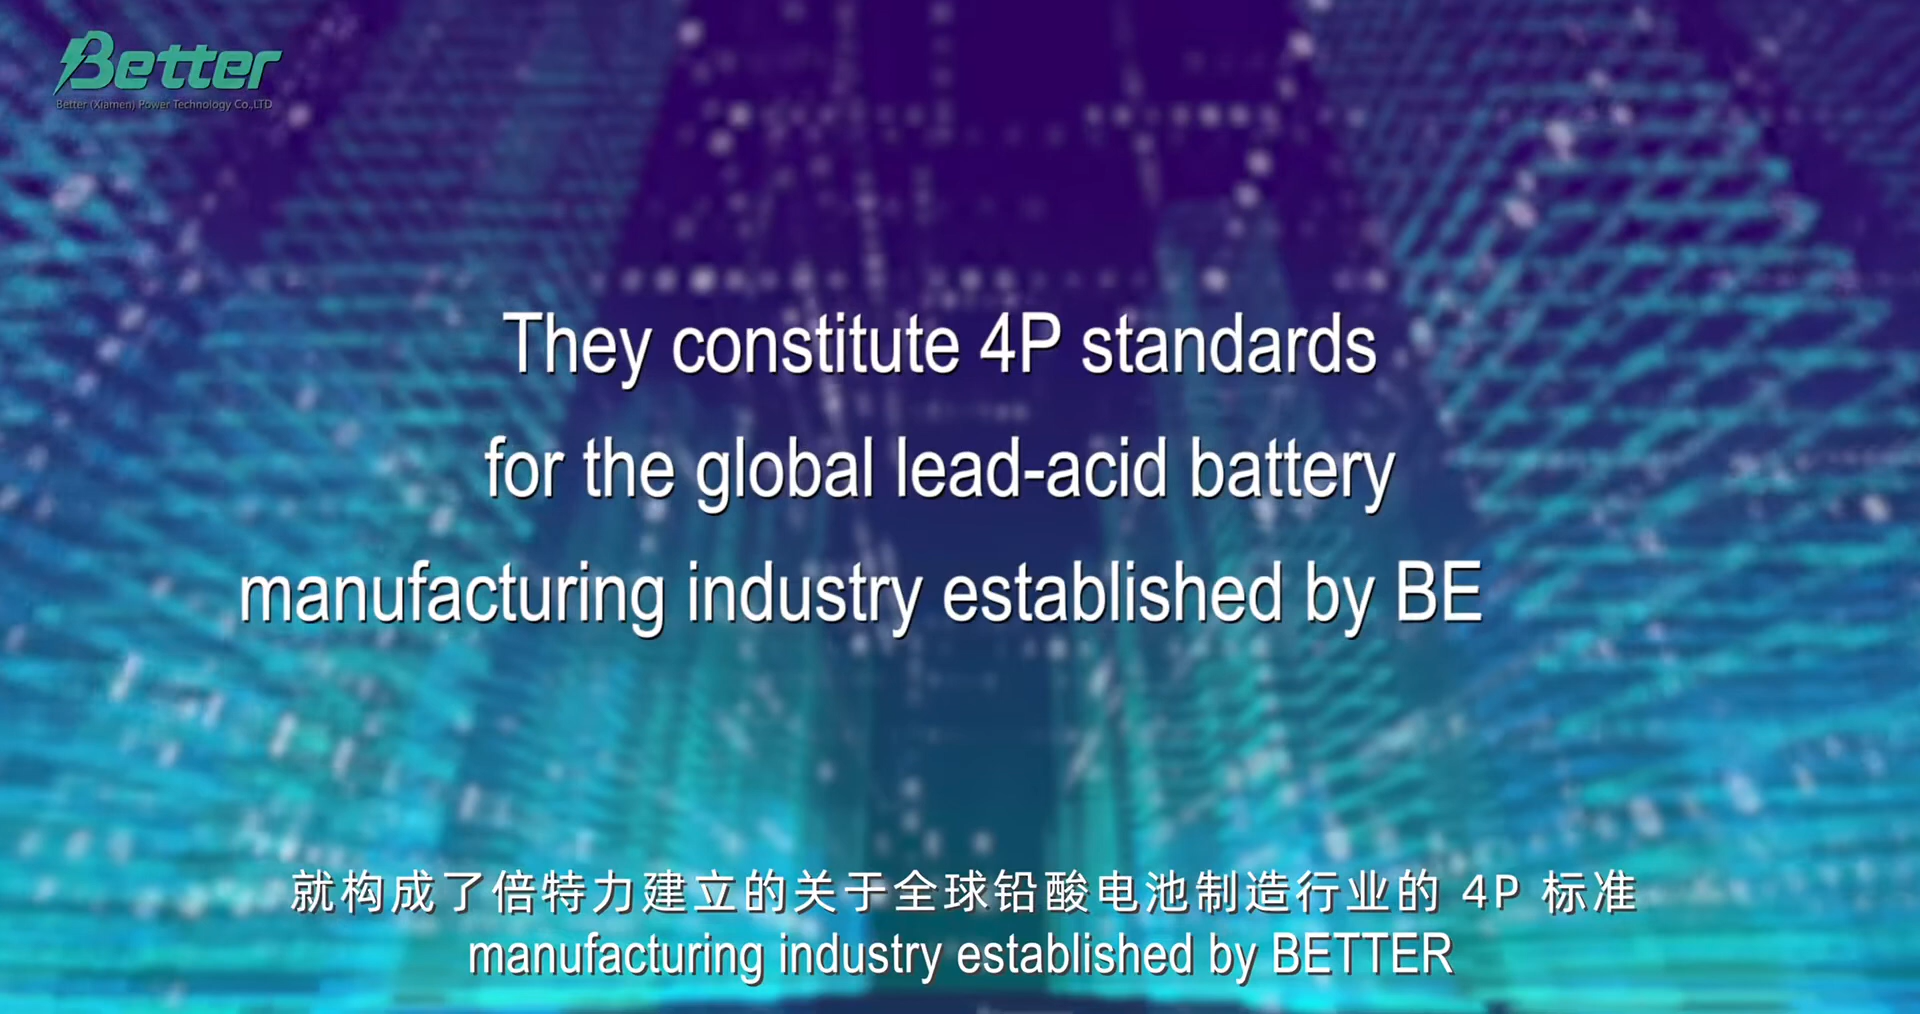 Better
Better (Xiamen) Power Technology Co.,LTD
They constitute 4P standards
for the global lead-acid battery
manufacturing industry established by BE
就构成了倍特力建立的关于全球铅酸电池制造行业的 4P 标准
manufacturing industry established by BETTER